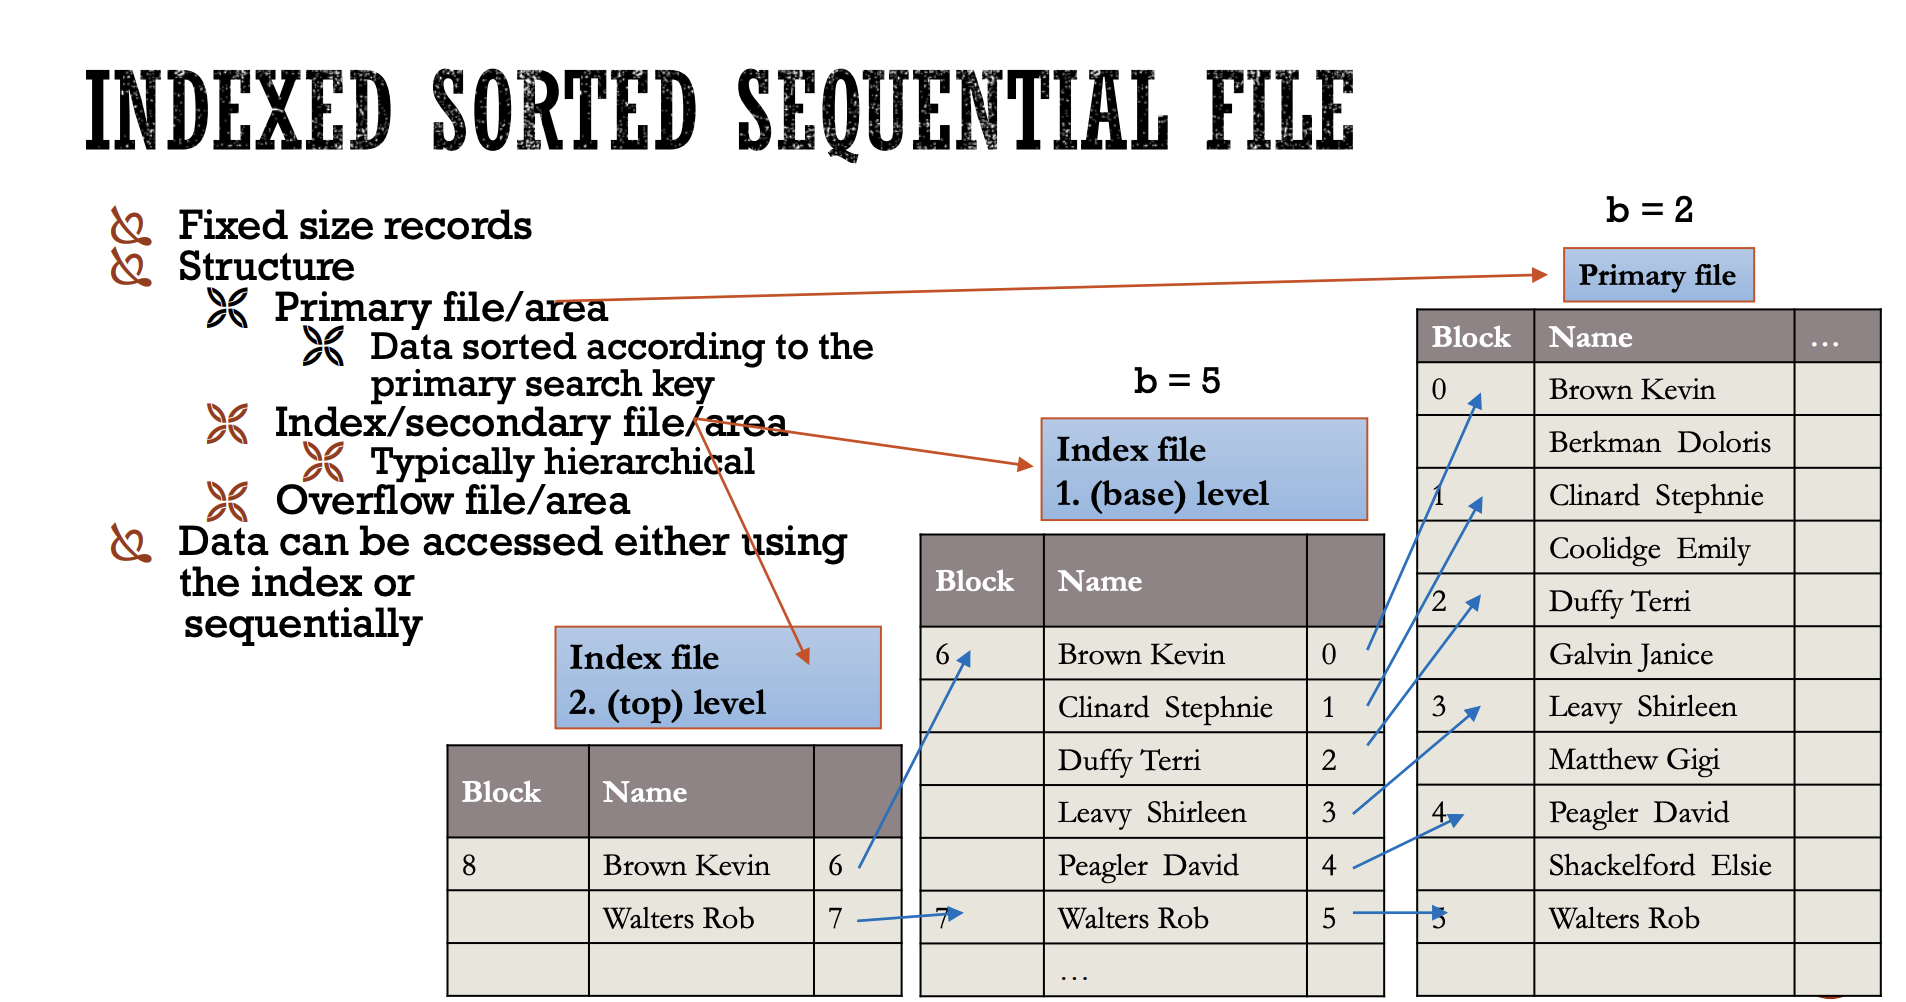 INDEXED SORTED SEQUENTIAL FILE
Fixed size records
Structure
Primary file/area
Data sorted according to the
primary search key
Index/secondary file/area
Typically hierarchical
Overflow file/area
Data can be accessed either using
the index or
sequentially
Index file
2. (top) level
Block Name
8 Brown Kevin 6
Walters Rob 7
b = 5
Index file
1. (base) level
Block Name
6 Brown Kevin 0
Clinard Stephnie 1
Duffy Terri 2
Leavy Shirleen 3
Peagler David 4
7 Walters Rob 5
...
b = 2
Primary file
Block Name ...
0 Brown Kevin
Berkman Doloris
1 Clinard Stephnie
Coolidge Emily
2 Duffy Terri
Galvin Janice
3 Leavy Shirleen
Matthew Gigi
4 Peagler David
Shackelford Elsie
5 Walters Rob